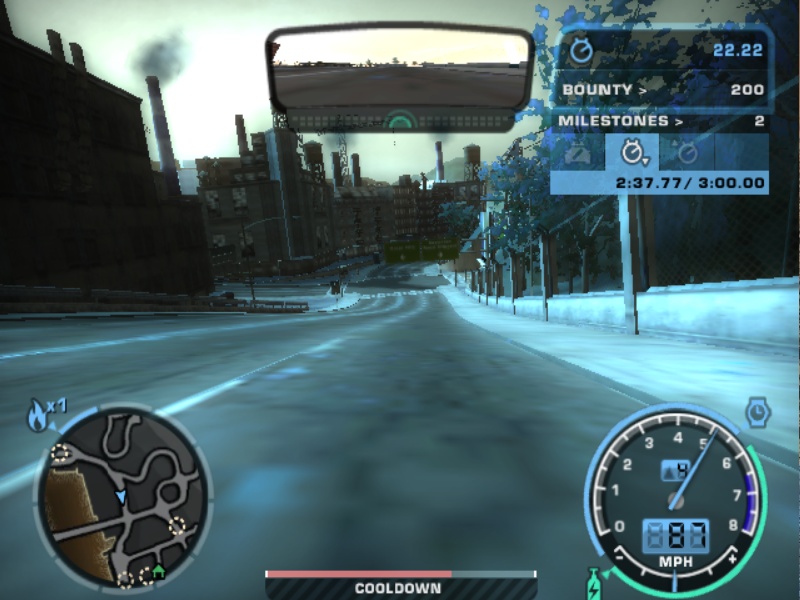 22.22
BOUNTY > 200
MILESTONES > 2
2:37.77/ 3:00.00
x1
0 1 2 3 4 5 6 7 8
4
87
MPH
- +
COOLDOWN